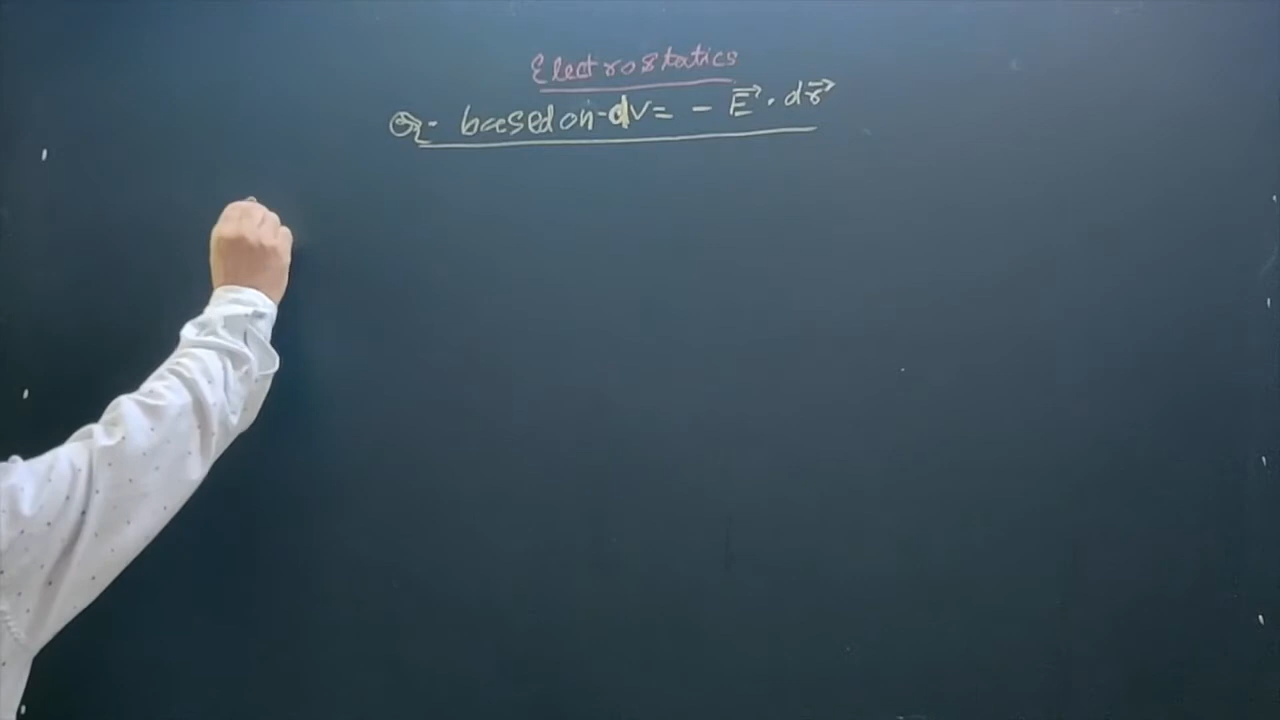 Electrostatics
Q:- based on dV = - E⃗ . dr⃗